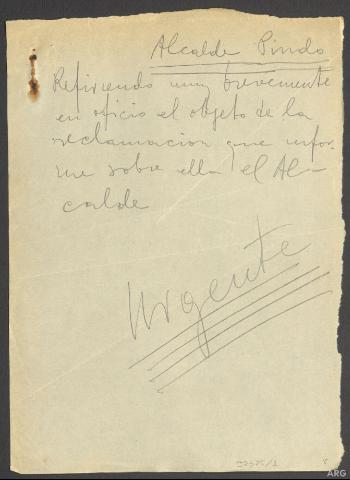 Alcalde Pindo
Refiriendo muy brevemente
en oficio el objeto de la
reclamacion que infor-
me sobre ella el Al-
calde
Urgente
ARG